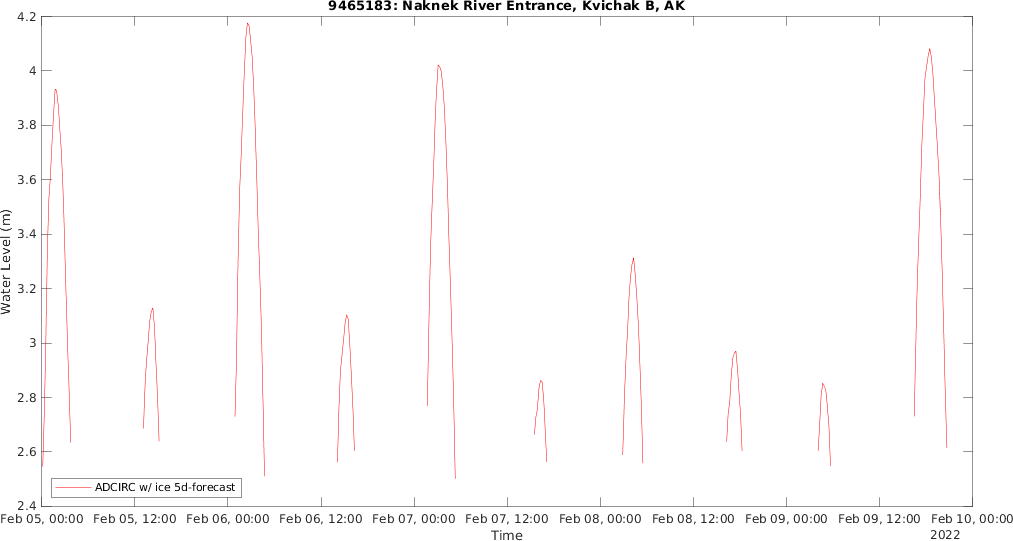 9465183: Naknek River Entrance, Kvichak B, AK
4.2
4
3.8
3.6
3.4
3.2
3
2.8
2.6
2.4
Water Level (m)
ADCIRC w/ ice 5d-forecast
Feb 05, 00:00 Feb 05, 12:00 Feb 06, 00:00 Feb 06, 12:00 Feb 07, 00:00 Feb 07, 12:00 Feb 08, 00:00 Feb 08, 12:00 Feb 09, 00:00 Feb 09, 12:00 Feb 10, 00:00
Time
2022